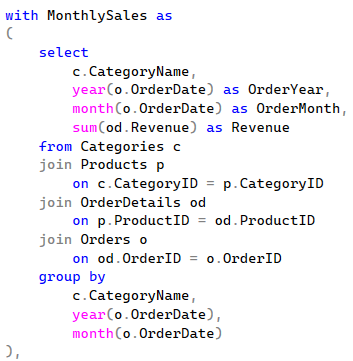 with MonthlySales as
(
    select
        c.CategoryName,
        year(o.OrderDate) as OrderYear,
        month(o.OrderDate) as OrderMonth,
        sum(od.Revenue) as Revenue
    from Categories c
    join Products p
        on c.CategoryID = p.CategoryID
    join OrderDetails od
        on p.ProductID = od.ProductID
    join Orders o
        on od.OrderID = o.OrderID
    group by
        c.CategoryName,
        year(o.OrderDate),
        month(o.OrderDate)
),